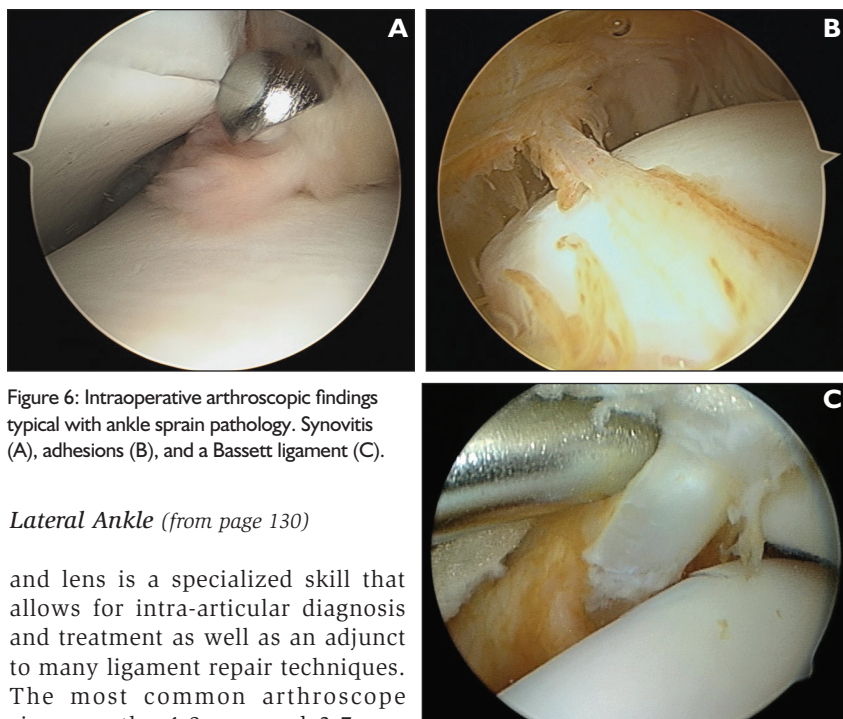 A
B
Figure 6: Intraoperative arthroscopic findings
typical with ankle sprain pathology. Synovitis
(A), adhesions (B), and a Bassett ligament (C).
C
Lateral Ankle (from page 130)
and lens is a specialized skill that
allows for intra-articular diagnosis
and treatment as well as an adjunct
to many ligament repair techniques.
The most common arthroscope